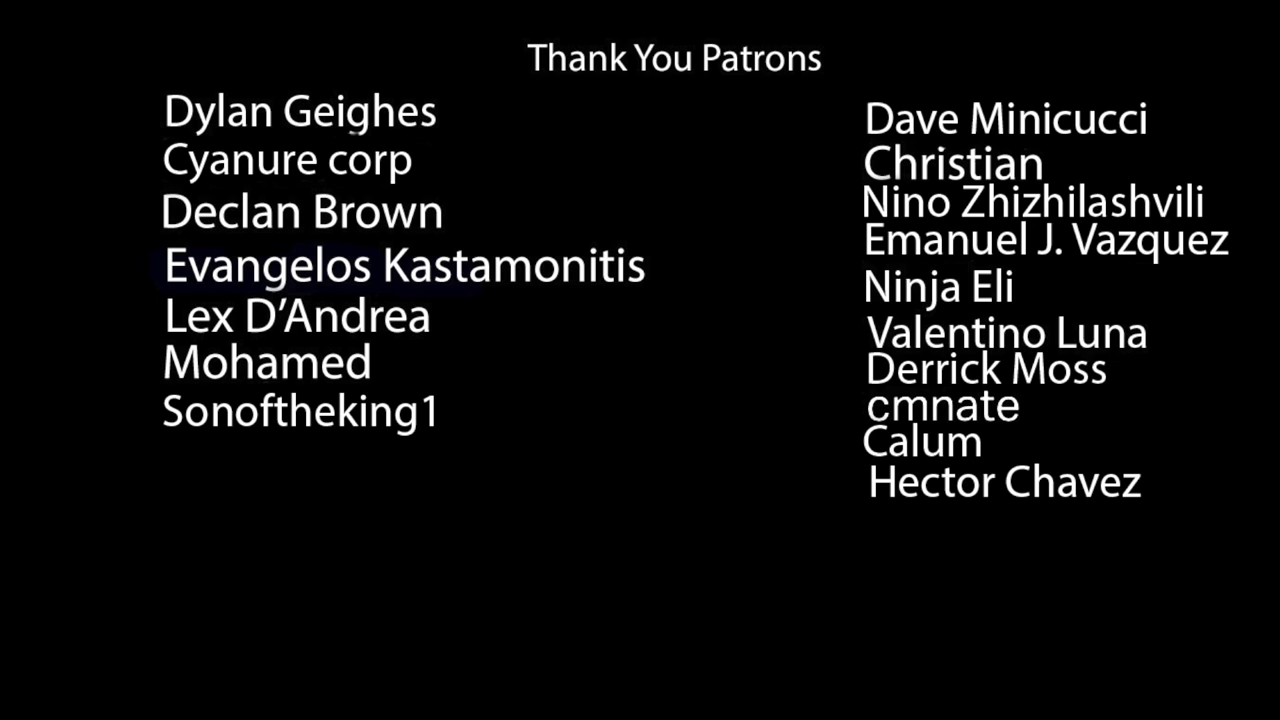 Thank You Patrons
Dylan Geighes
Cyanure corp
Declan Brown
Evangelos Kastamonitis
Lex D’Andrea
Mohamed
Sonoftheking1
Dave Minicucci
Christian
Nino Zhizhilashvili
Emanuel J. Vazquez
Ninja Eli
Valentino Luna
Derrick Moss
cmnate
Calum
Hector Chavez